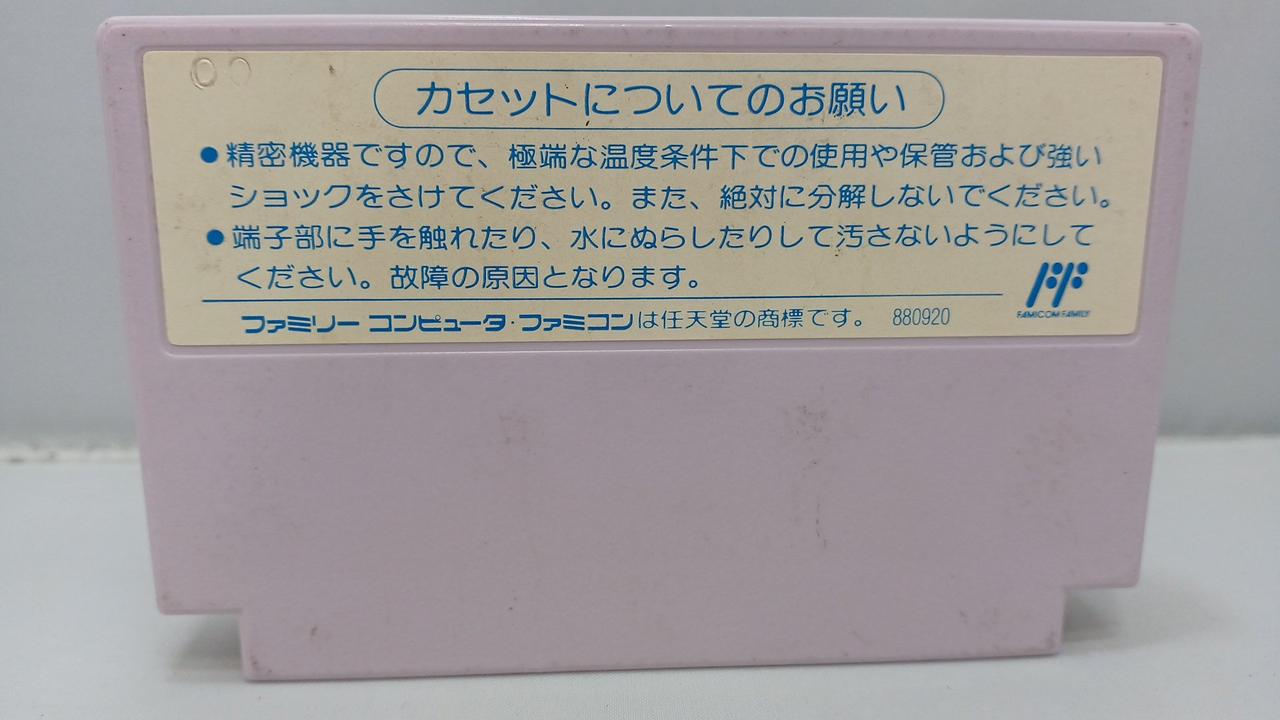 00
カセットについてのお願い
●精密機器ですので、極端な温度条件下での使用や保管および強い
ショックをさけてください。また、絶対に分解しないでください。
●端子部に手を触れたり、水にぬらしたりして汚さないようにして
ください。故障の原因となります。
FAMICOM FAMILY
ファミリー コンピュータ・ファミコンは任天堂の商標です。 880920